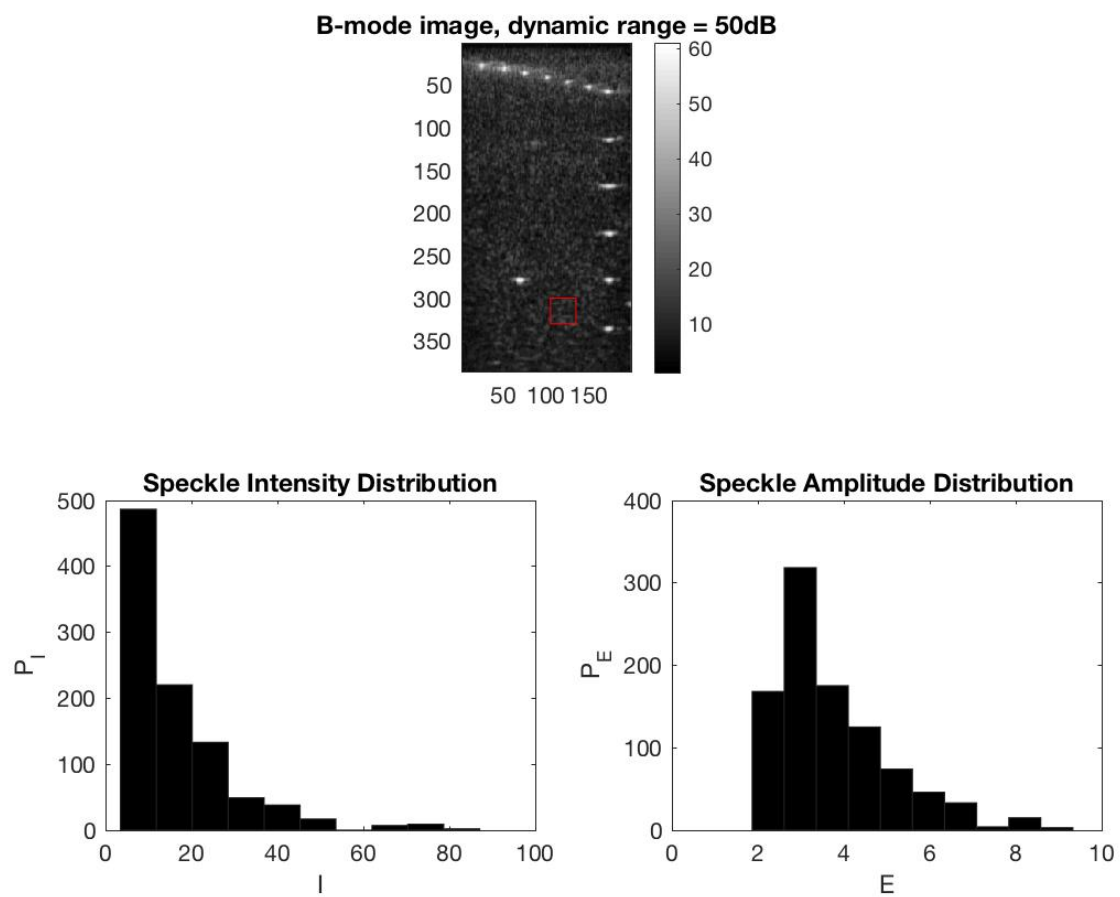 B-mode image, dynamic range = 50dB
50
100
150
200
250
300
350
50 100 150
60
50
40
30
20
10
Speckle Intensity Distribution
500
400
300
200
100
0
P_I
0 20 40 60 80 100
I
Speckle Amplitude Distribution
400
300
200
100
0
P_E
0 2 4 6 8 10
E